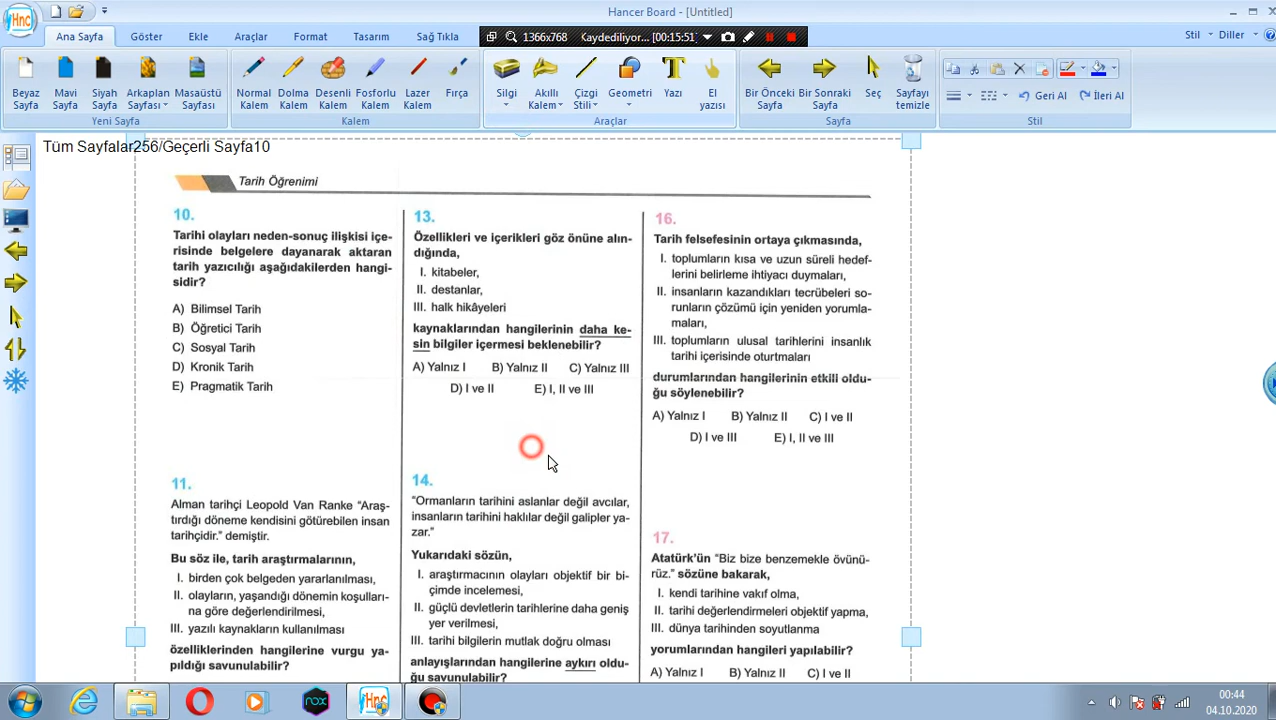 Hancer Board - [Untitled]
1366x768 Kaydediliyor... [00:15:51]
Ana Sayfa Göster Ekle Araçlar Format Tasarım Sağ Tıkla
Stil Diller
Beyaz Sayfa
Mavi Sayfa
Siyah Sayfa
Arkaplan Sayfası
Masaüstü Sayfası
Yeni Sayfa
Normal Kalem
Dolma Kalem
Desenli Kalem
Fosforlu Kalem
Lazer Kalem
Fırça
Kalem
Silgi
Akıllı Kalem
Çizgi Stili
Geometri
Yazı
El yazısı
Araçlar
Bir Önceki Sayfa
Bir Sonraki Sayfa
Seç
Sayfayı temizle
Sayfa
Geri Al
İleri Al
Stil
Hnc
Tüm Sayfalar256/Geçerli Sayfa10
Tarih Öğrenimi
10.
Tarihi olayları neden-sonuç ilişkisi içe-
risinde belgelere dayanarak aktaran
tarih yazıcılığı aşağıdakilerden hangi-
sidir?
A) Bilimsel Tarih
B) Öğretici Tarih
C) Sosyal Tarih
D) Kronik Tarih
E) Pragmatik Tarih
11.
Alman tarihçi Leopold Van Ranke “Araş-
tırdığı döneme kendisini götürebilen insan
tarihçidir.” demiştir.
Bu söz ile, tarih araştırmalarının,
I. birden çok belgeden yararlanılması,
II. olayların, yaşandığı dönemin koşulları-
na göre değerlendirilmesi,
III. yazılı kaynakların kullanılması
özelliklerinden hangilerine vurgu ya-
pıldığı savunulabilir?
13.
Özellikleri ve içerikleri göz önüne alın-
dığında,
I. kitabeler,
II. destanlar,
III. halk hikâyeleri
kaynaklarından hangilerinin daha ke-
sin bilgiler içermesi beklenebilir?
A) Yalnız I B) Yalnız II C) Yalnız III
D) I ve II E) I, II ve III
14.
“Ormanların tarihini aslanlar değil avcılar,
insanların tarihini haklılar değil galipler ya-
zar.”
Yukarıdaki sözün,
I. araştırmacının olayları objektif bir bi-
çimde incelemesi,
II. güçlü devletlerin tarihlerine daha geniş
yer verilmesi,
III. tarihi bilgilerin mutlak doğru olması
anlayışlarından hangilerine aykırı oldu-
ğu savunulabilir?
16.
Tarih felsefesinin ortaya çıkmasında,
I. toplumların kısa ve uzun süreli hedef-
lerini belirleme ihtiyacı duymaları,
II. insanların kazandıkları tecrübeleri so-
runların çözümü için yeniden yorumla-
maları,
III. toplumların ulusal tarihlerini insanlık
tarihi içerisinde oturtmaları
durumlarından hangilerinin etkili oldu-
ğu söylenebilir?
A) Yalnız I B) Yalnız II C) I ve II
D) I ve III E) I, II ve III
17.
Atatürk’ün “Biz bize benzemekle övünü-
rüz.” sözüne bakarak,
I. kendi tarihine vakıf olma,
II. tarihi değerlendirmeleri objektif yapma,
III. dünya tarihinden soyutlanma
yorumlarından hangileri yapılabilir?
A) Yalnız I B) Yalnız II C) I ve II
nox
Hnc
00:44
04.10.2020